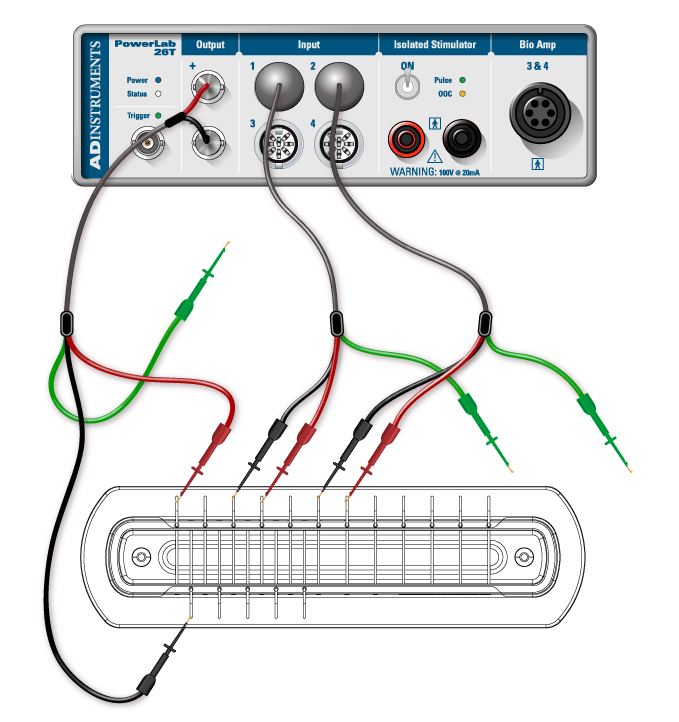 ADINSTRUMENTS
PowerLab
26T
Output
Input
Isolated Stimulator
Bio Amp
+
1
2
ON
3 & 4
Power
Status
Pulse
OOC
Trigger
3
4
WARNING: 100V @ 20mA